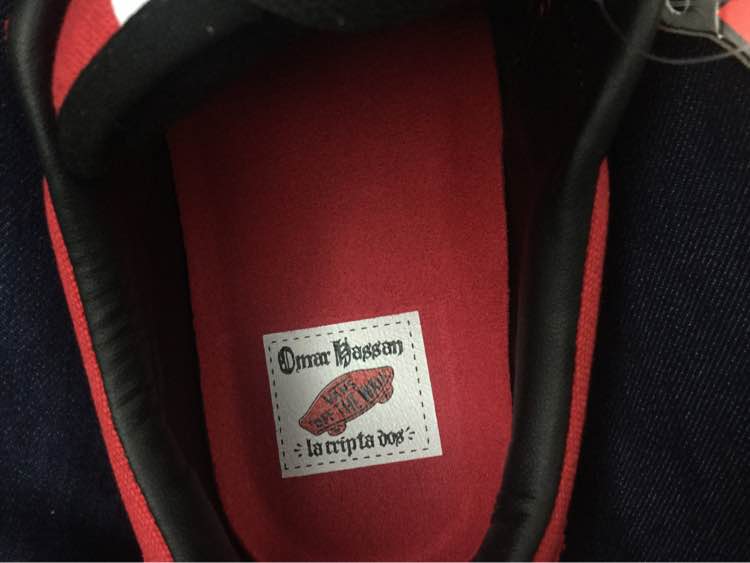 Omar Hassan
VANS
"OFF THE WALL"
la cripta dos